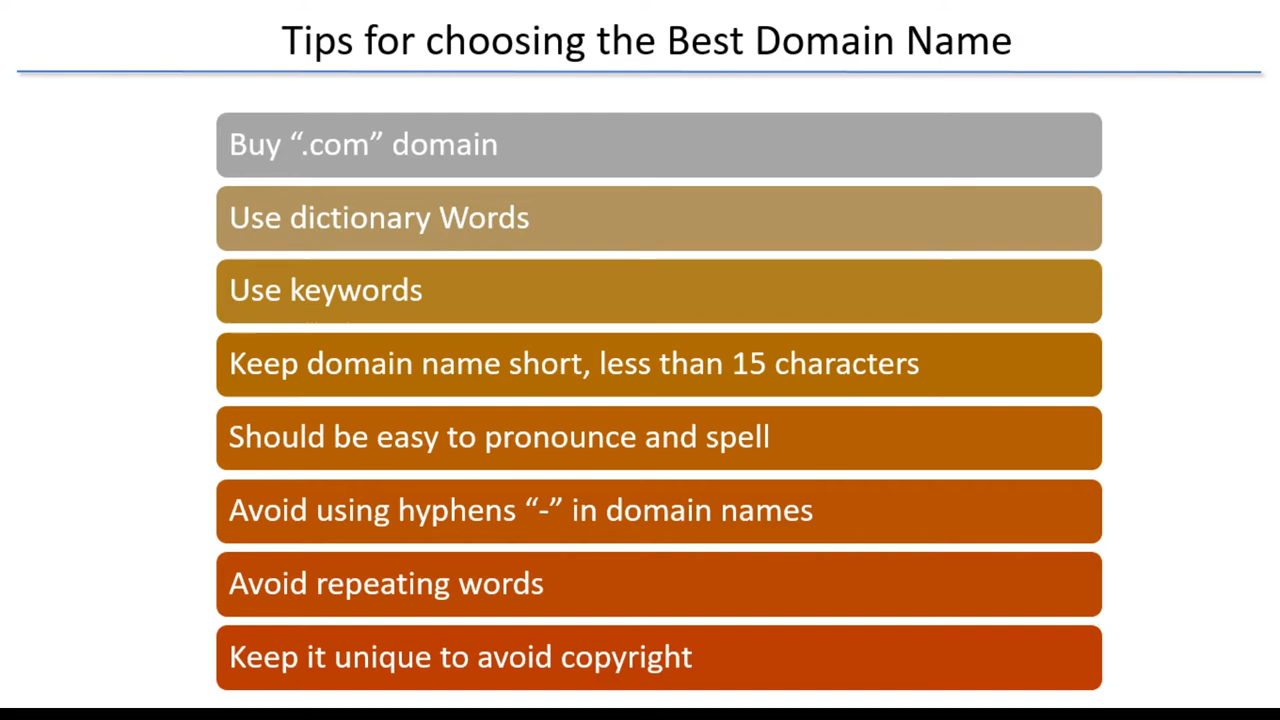 Tips for choosing the Best Domain Name
Buy “.com” domain
Use dictionary Words
Use keywords
Keep domain name short, less than 15 characters
Should be easy to pronounce and spell
Avoid using hyphens “-” in domain names
Avoid repeating words
Keep it unique to avoid copyright